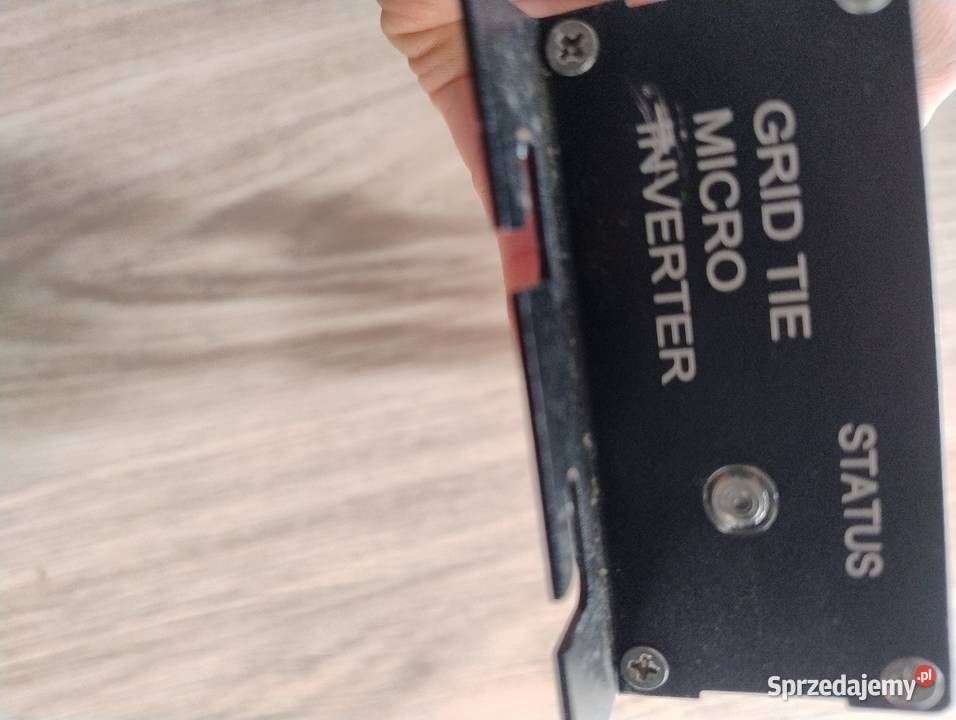 GRID TIE
MICRO
INVERTER
STATUS
Sprzedajemy.pl